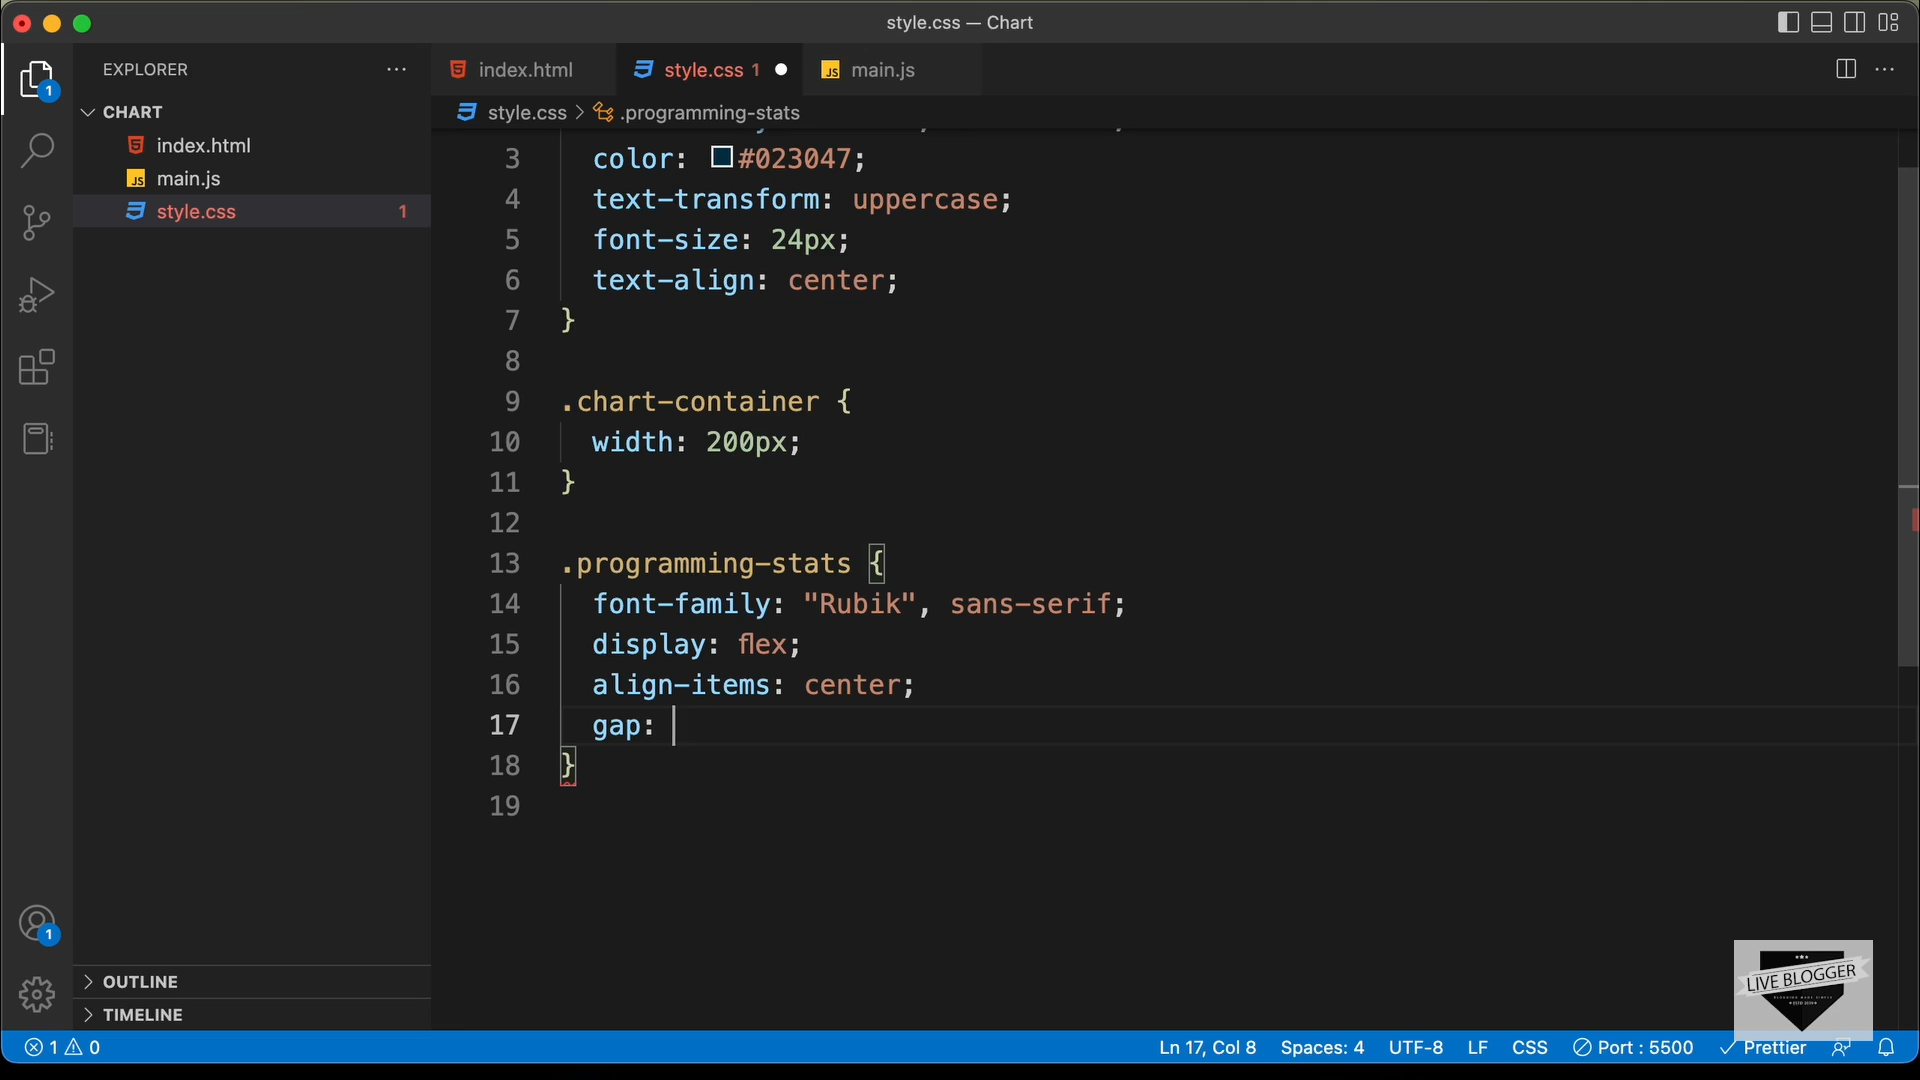 style.css — Chart
EXPLORER
index.html
style.css 1
main.js
1
CHART
style.css > .programming-stats
index.html
main.js
style.css 1
3 color: #023047;
4 text-transform: uppercase;
5 font-size: 24px;
6 text-align: center;
7 }
8
9 .chart-container {
10 width: 200px;
11 }
12
13 .programming-stats {
14 font-family: "Rubik", sans-serif;
15 display: flex;
16 align-items: center;
17 gap:
18 }
19
1
OUTLINE
TIMELINE
LIVE BLOGGER
1 0 Ln 17, Col 8 Spaces: 4 UTF-8 LF CSS Port : 5500 Prettier